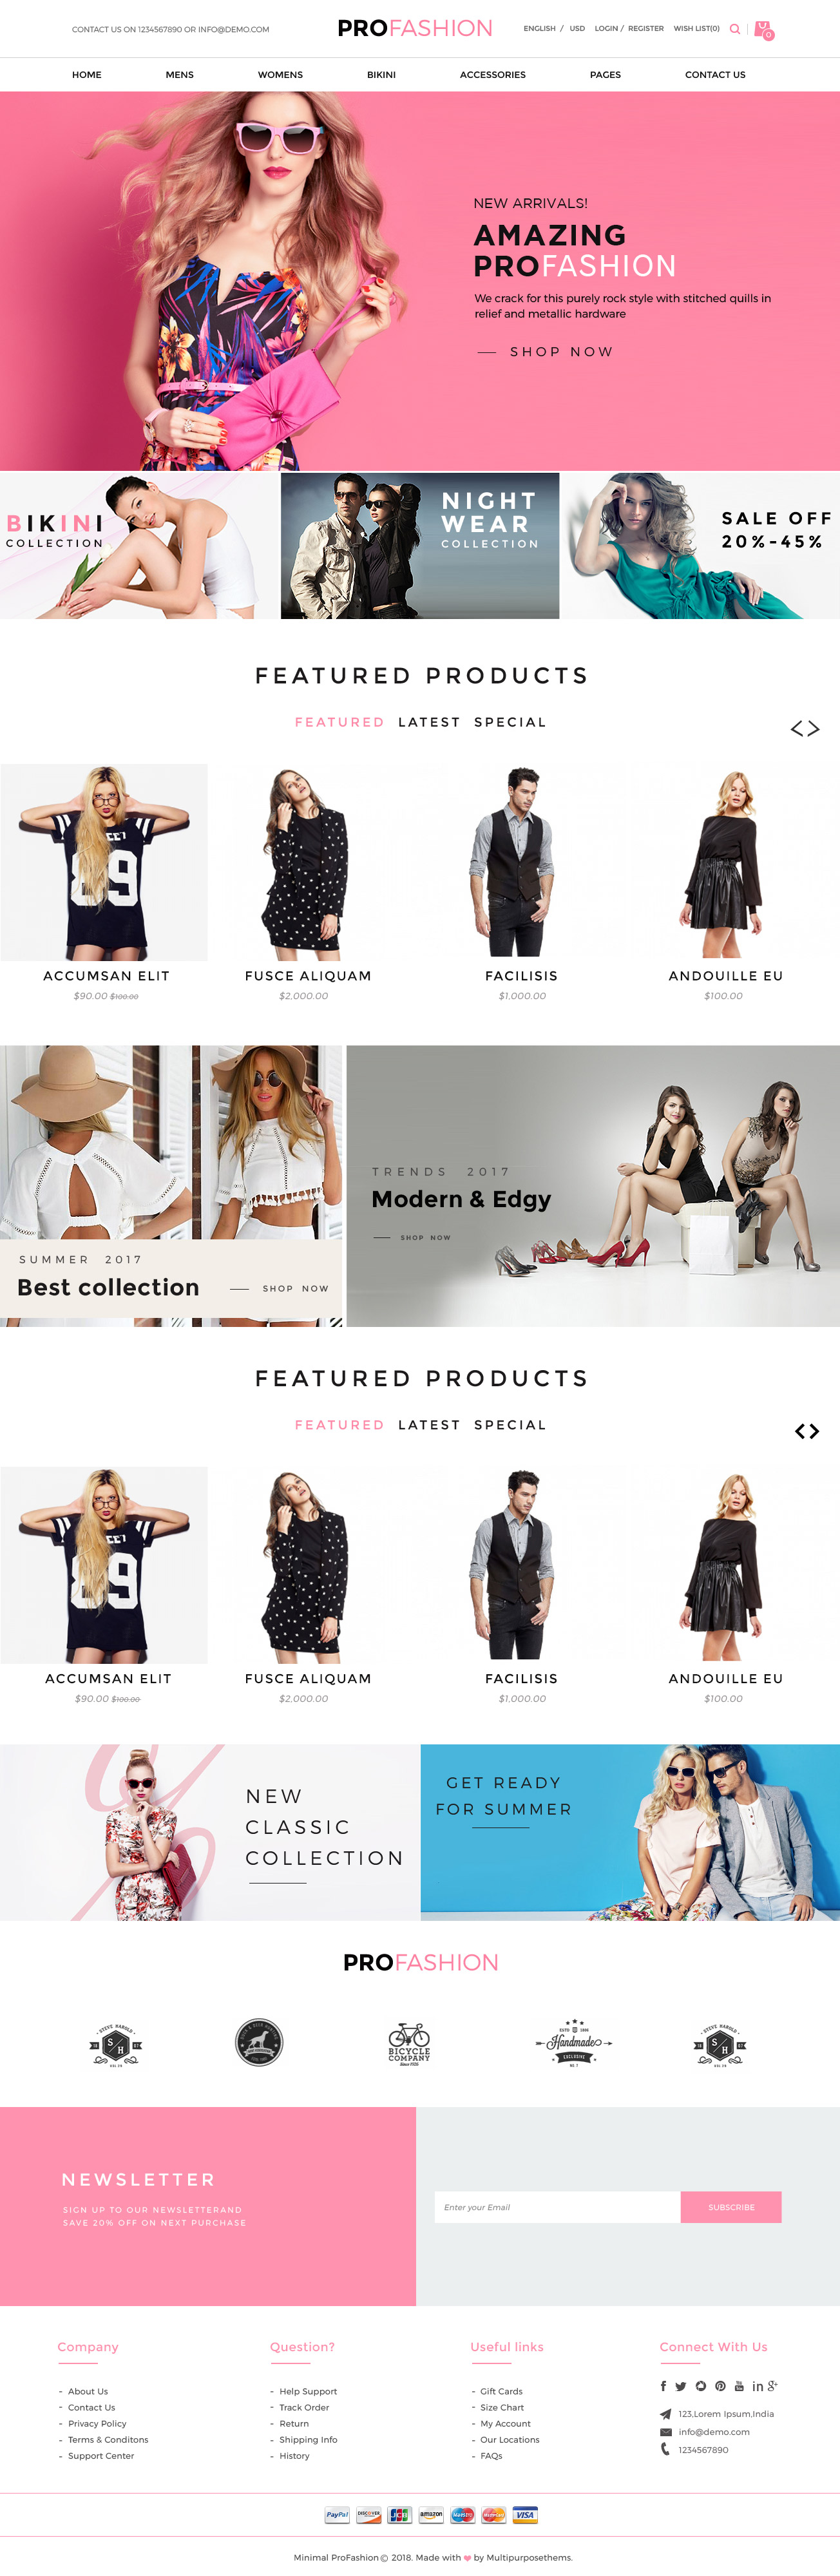 CONTACT US ON 1234567890 OR INFO@DEMO.COM
PROFASHION
ENGLISH / USD LOGIN / REGISTER WISH LIST(0)
0
HOME MENS WOMENS BIKINI ACCESSORIES PAGES CONTACT US
NEW ARRIVALS!
AMAZING
PROFASHION
We crack for this purely rock style with stitched quills in
relief and metallic hardware
SHOP NOW
BIKINI
COLLECTION
NIGHT
WEAR
COLLECTION
SALE OFF
20%-45%
FEATURED PRODUCTS
FEATURED LATEST SPECIAL
89
ACCUMSAN ELIT
$90.00 $100.00
FUSCE ALIQUAM
$2,000.00
FACILISIS
$1,000.00
ANDOUILLE EU
$100.00
SUMMER 2017
Best collection
SHOP NOW
TRENDS 2017
Modern & Edgy
SHOP NOW
FEATURED PRODUCTS
FEATURED LATEST SPECIAL
89
ACCUMSAN ELIT
$90.00 $100.00
FUSCE ALIQUAM
$2,000.00
FACILISIS
$1,000.00
ANDOUILLE EU
$100.00
NEW
CLASSIC
COLLECTION
GET READY
FOR SUMMER
PROFASHION
STEVE HAROLD
S H
BICYCLE
COMPANY
Handmade
EXCLUSIVE
STEVE HAROLD
S H
NEWSLETTER
SIGN UP TO OUR NEWSLETTERAND
SAVE 20% OFF ON NEXT PURCHASE
Enter your Email
SUBSCRIBE
Company
- About Us
- Contact Us
- Privacy Policy
- Terms & Conditons
- Support Center
Question?
- Help Support
- Track Order
- Return
- Shipping Info
- History
Useful links
- Gift Cards
- Size Chart
- My Account
- Our Locations
- FAQs
Connect With Us
123,Lorem Ipsum,India
info@demo.com
1234567890
PayPal DISCOVER JCB amazon Maestro MasterCard VISA
Minimal ProFashion © 2018. Made with by Multipurposethems.